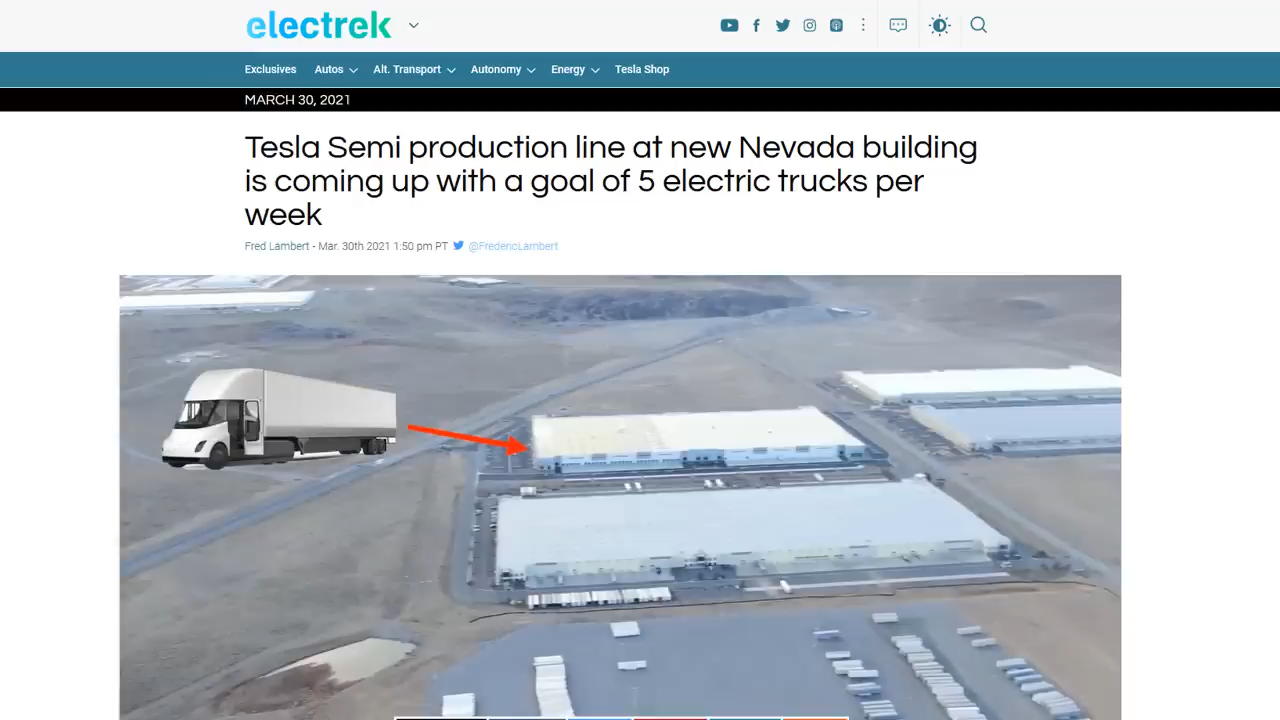 electrek
Exclusives Autos Alt. Transport Autonomy Energy Tesla Shop
MARCH 30, 2021
Tesla Semi production line at new Nevada building
is coming up with a goal of 5 electric trucks per
week
Fred Lambert - Mar. 30th 2021 1:50 pm PT @FredericLambert